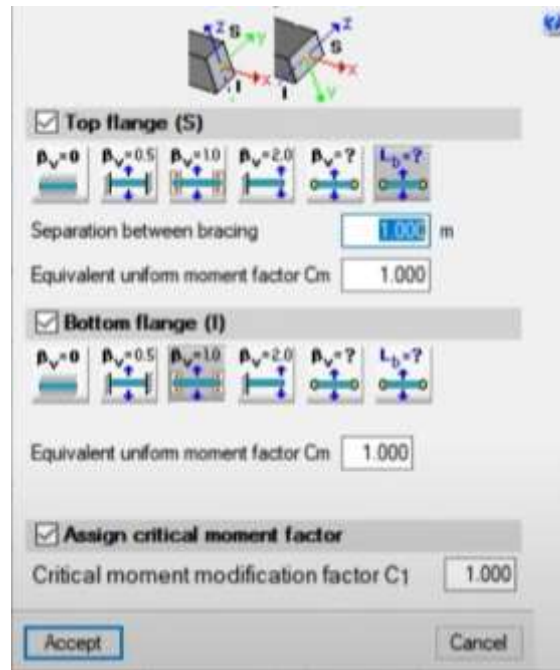 Z S Y X I
Z S X Y I
Top flange (S)
βv=0 βv=0.5 βv=1.0 βv=2.0 βv=? Lb=?
Separation between bracing 1.000 m
Equivalent uniform moment factor Cm 1.000
Bottom flange (I)
βv=0 βv=0.5 βv=1.0 βv=2.0 βv=? Lb=?
Equivalent uniform moment factor Cm 1.000
Assign critical moment factor
Critical moment modification factor C1 1.000
Accept Cancel